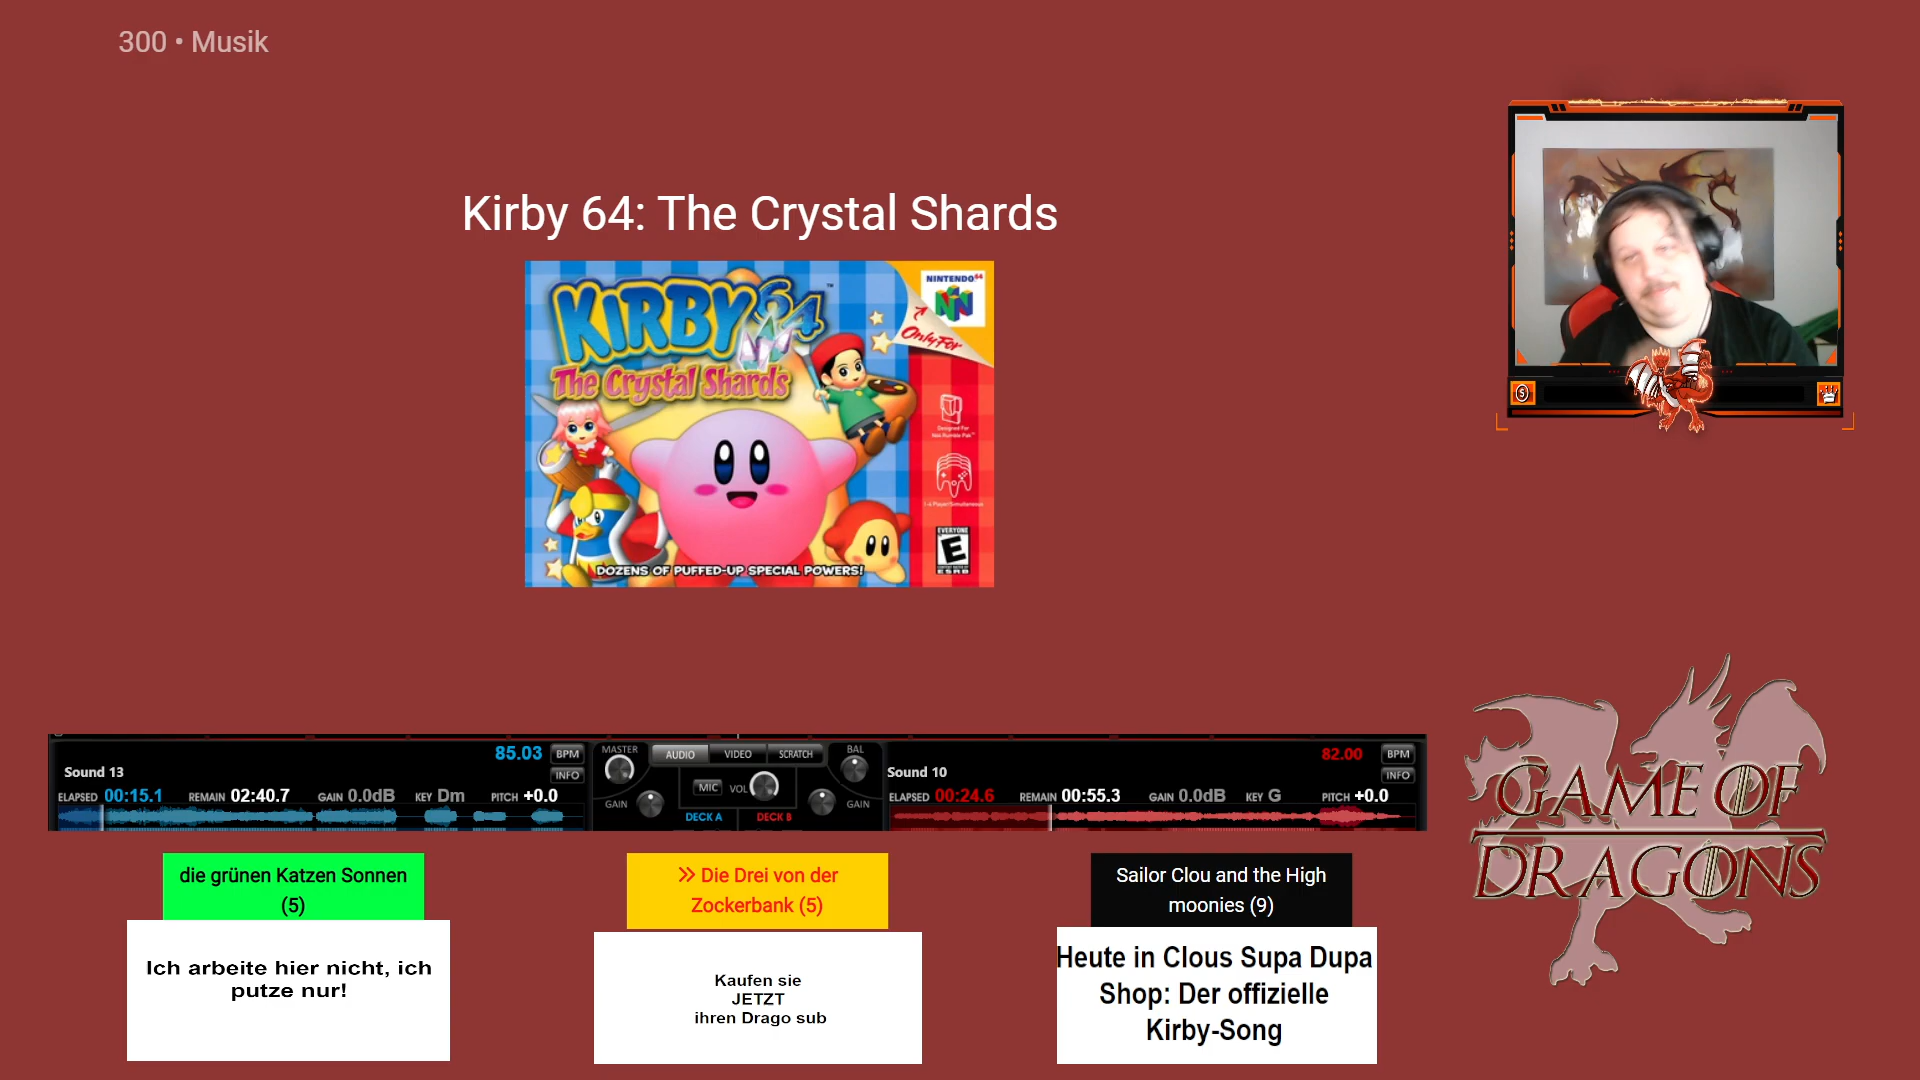 300 • Musik
Kirby 64: The Crystal Shards
KIRBY 64
™
The Crystal Shards
NINTENDO 64
Only For
EVERYONE
E
ESRB
DOZENS OF PUFFED-UP SPECIAL POWERS!
Sound 13
85.03
BPM
INFO
ELAPSED 00:15.1 REMAIN 02:40.7 GAIN 0.0dB KEY Dm PITCH +0.0
MASTER
AUDIO
VIDEO
SCRATCH
BAL
MIC
VOL
GAIN
GAIN
DECK A
DECK B
Sound 10
82.00
BPM
INFO
ELAPSED 00:24.6 REMAIN 00:55.3 GAIN 0.0dB KEY G PITCH +0.0
die grünen Katzen Sonnen
(5)
Ich arbeite hier nicht, ich
putze nur!
Die Drei von der
Zockerbank (5)
Kaufen sie
JETZT
ihren Drago sub
Sailor Clou and the High
moonies (9)
Heute in Clous Supa Dupa
Shop: Der offizielle
Kirby-Song
GAME OF
DRAGONS